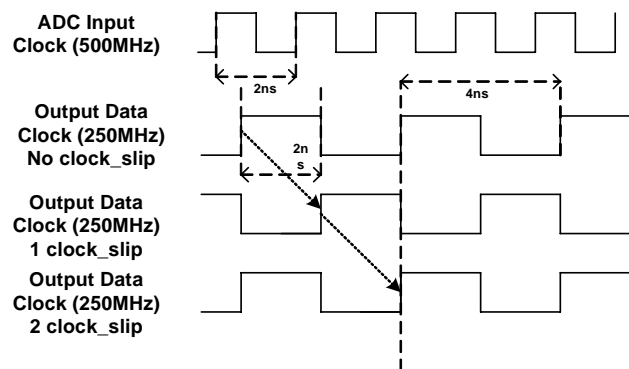 ADC Input
Clock (500MHz)
2ns
4ns
Output Data
Clock (250MHz)
No clock_slip
2n
s
Output Data
Clock (250MHz)
1 clock_slip
Output Data
Clock (250MHz)
2 clock_slip